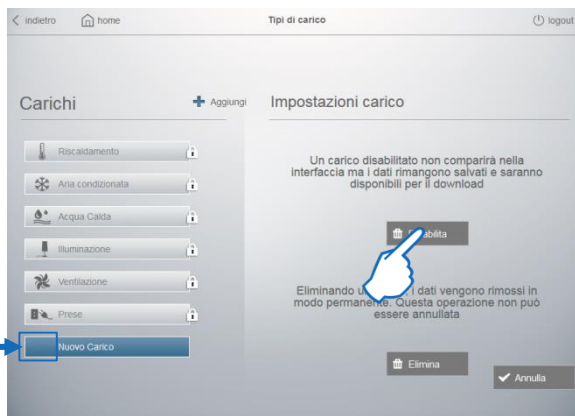 indietro
home
Tipi di carico
logout
Carichi
Aggiungi
Impostazioni carico
Riscaldamento
Aria condizionata
Acqua Calda
Illuminazione
Ventilazione
Prese
Nuovo Carico
Un carico disabilitato non comparirà nella
interfaccia ma i dati rimangono salvati e saranno
disponibili per il download
Eliminando i dati vengono rimossi in
modo permanente. Questa operazione non può
essere annullata
Elimina
Annulla